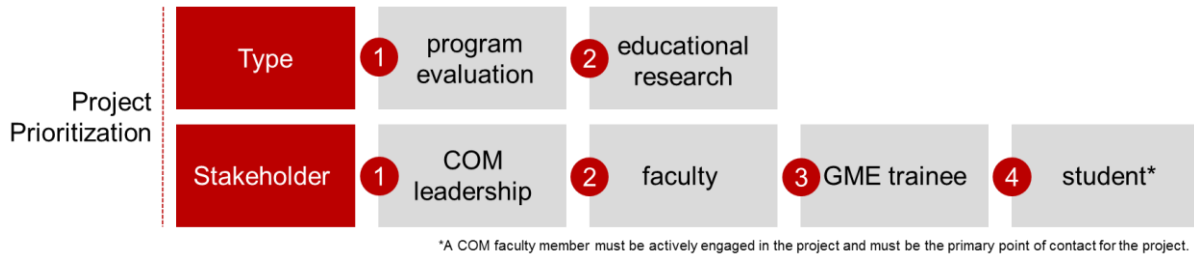 Project
Prioritization
Type
1
program
evaluation
2
educational
research
Stakeholder
1
COM
leadership
2
faculty
3
GME trainee
4
student*
*A COM faculty member must be actively engaged in the project and must be the primary point of contact for the project.